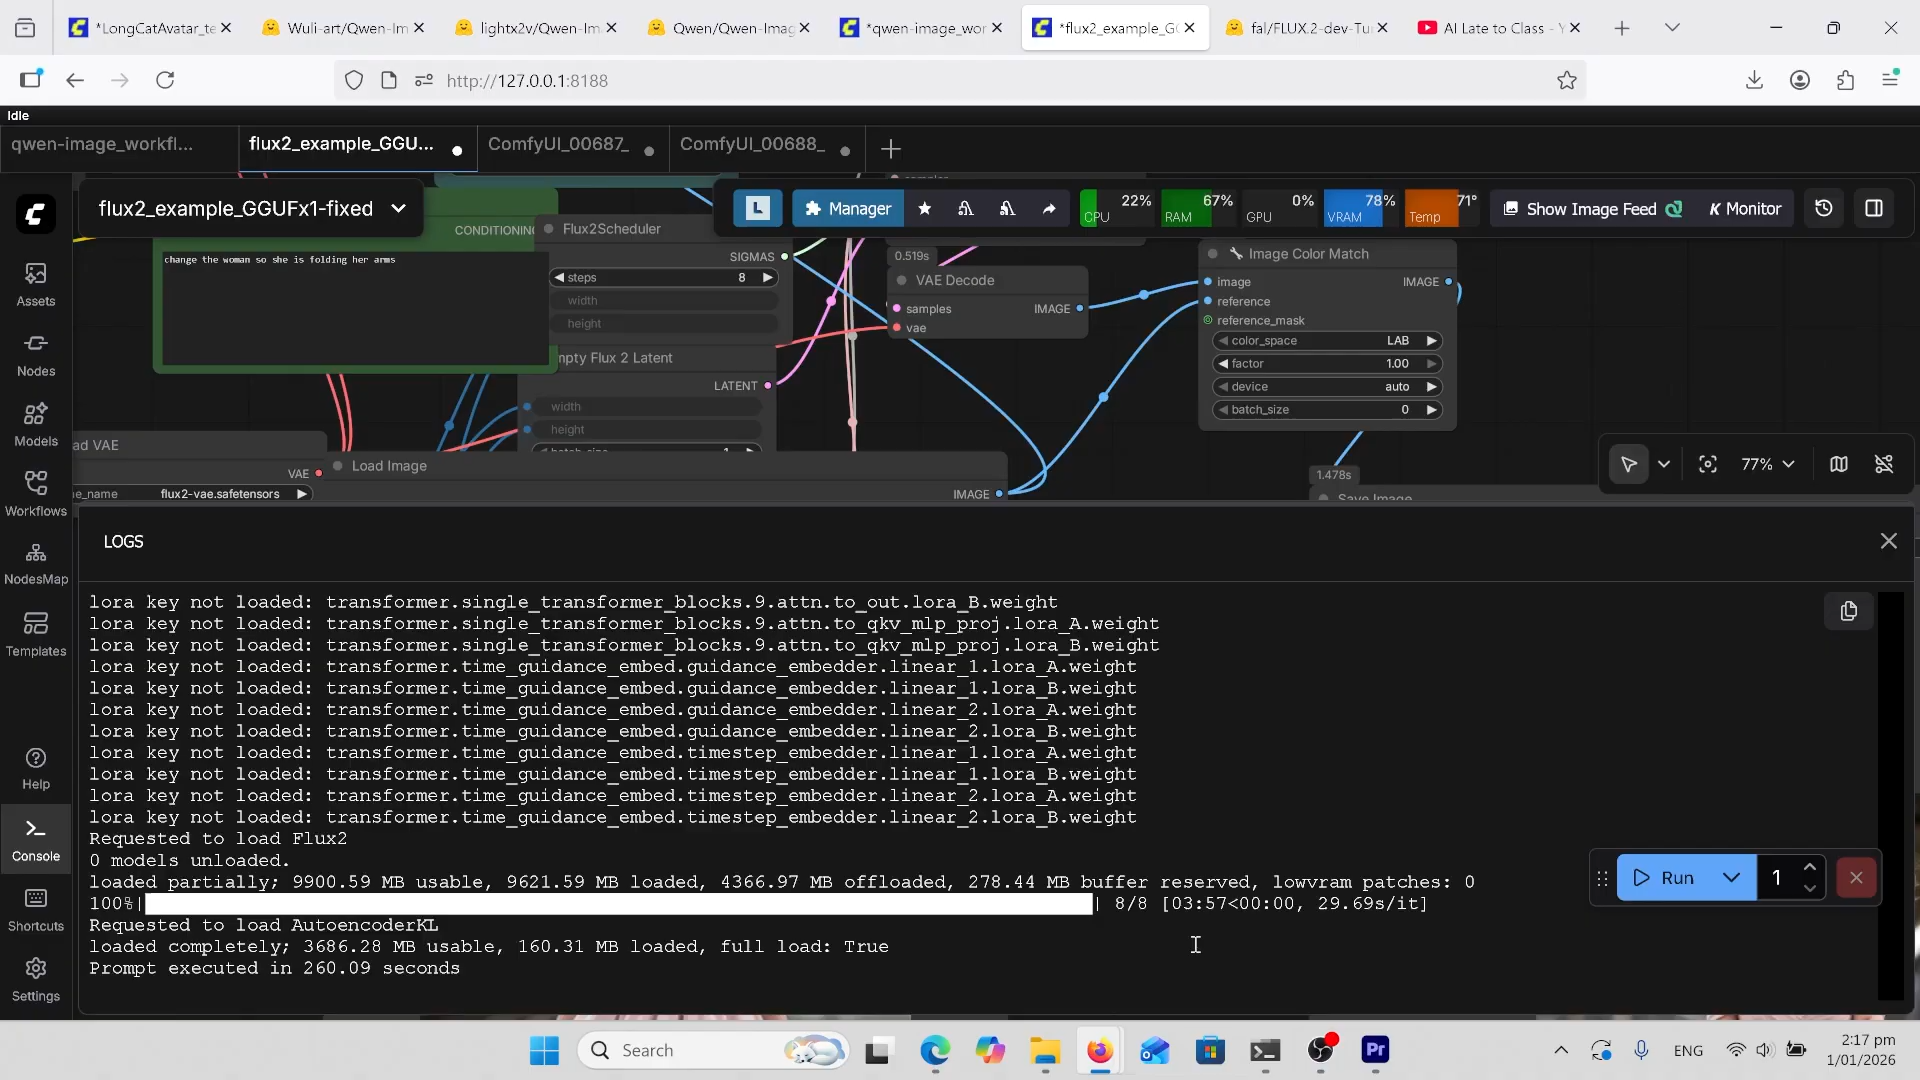 *LongCatAvatar_te
Wuli-art/Qwen-Im
lightx2v/Qwen-Im
Qwen/Qwen-Imag
*qwen-image_wor
*flux2_example_G
fal/FLUX.2-dev-Tu
AI Late to Class - Y
http://127.0.0.1:8188
Idle
qwen-image_workfl...
flux2_example_GGU...
ComfyUI_00687_
ComfyUI_00688_
flux2_example_GGUFx1-fixed
L
Manager
CPU 22%
RAM 67%
GPU 0%
VRAM 78%
Temp 71°
Show Image Feed
K Monitor
CONDITIONING
change the woman so she is folding her arms
Flux2Scheduler
SIGMAS
steps 8
width
height
mpty Flux 2 Latent
LATENT
width
height
batch_size 1
0.519s
VAE Decode
samples IMAGE
vae
Image Color Match
image IMAGE
reference
reference_mask
color_space LAB
factor 1.00
device auto
batch_size 0
ad VAE
VAE
e_name flux2-vae.safetensors
Load Image
IMAGE
1.478s
Save Image
77%
Assets
Nodes
Models
Workflows
NodesMap
Templates
Help
Console
Shortcuts
Settings
LOGS
lora key not loaded: transformer.single_transformer_blocks.9.attn.to_out.lora_B.weight
lora key not loaded: transformer.single_transformer_blocks.9.attn.to_qkv_mlp_proj.lora_A.weight
lora key not loaded: transformer.single_transformer_blocks.9.attn.to_qkv_mlp_proj.lora_B.weight
lora key not loaded: transformer.time_guidance_embed.guidance_embedder.linear_1.lora_A.weight
lora key not loaded: transformer.time_guidance_embed.guidance_embedder.linear_1.lora_B.weight
lora key not loaded: transformer.time_guidance_embed.guidance_embedder.linear_2.lora_A.weight
lora key not loaded: transformer.time_guidance_embed.guidance_embedder.linear_2.lora_B.weight
lora key not loaded: transformer.time_guidance_embed.timestep_embedder.linear_1.lora_A.weight
lora key not loaded: transformer.time_guidance_embed.timestep_embedder.linear_1.lora_B.weight
lora key not loaded: transformer.time_guidance_embed.timestep_embedder.linear_2.lora_A.weight
lora key not loaded: transformer.time_guidance_embed.timestep_embedder.linear_2.lora_B.weight
Requested to load Flux2
0 models unloaded.
loaded partially; 9900.59 MB usable, 9621.59 MB loaded, 4366.97 MB offloaded, 278.44 MB buffer reserved, lowvram patches: 0
100%| | 8/8 [03:57<00:00, 29.69s/it]
Requested to load AutoencoderKL
loaded completely; 3686.28 MB usable, 160.31 MB loaded, full load: True
Prompt executed in 260.09 seconds
Run
1
Search
Pr
ENG
2:17 pm
1/01/2026